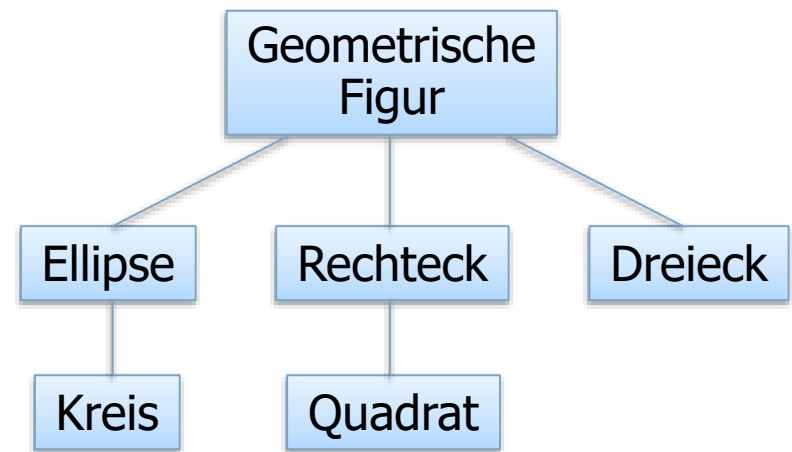 Geometrische
Figur
Ellipse
Rechteck
Dreieck
Kreis
Quadrat